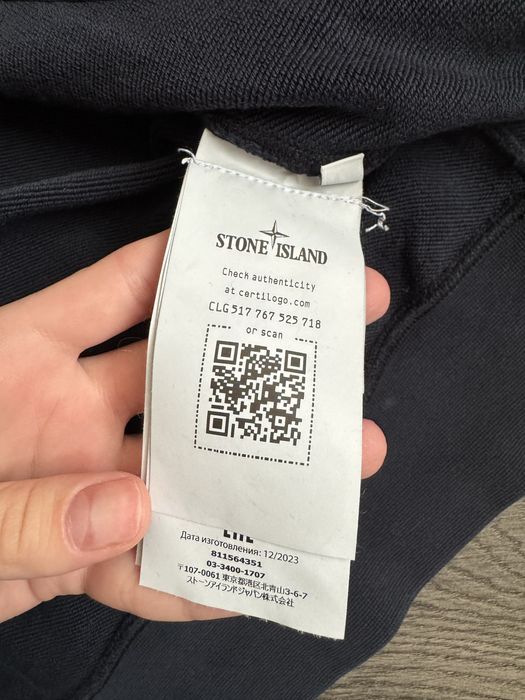 STONE ISLAND
Check authenticity
at certilogo.com
CLG 517 767 525 718
or scan
Дата изготовления: 12/2023
811564351
03-3400-1707
〒107-0061 東京都港区北青山3-6-7
ストーンアイランドジャパン株式会社